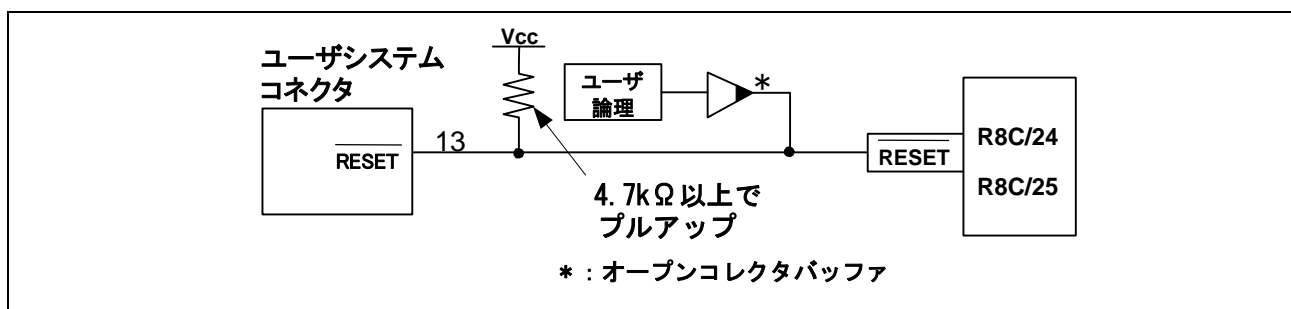 Vcc
ユーザシステム
コネクタ
ユーザ
論理
*
13
RESET
RESET
R8C/24
R8C/25
4.7kΩ以上で
プルアップ
*:オープンコレクタバッファ